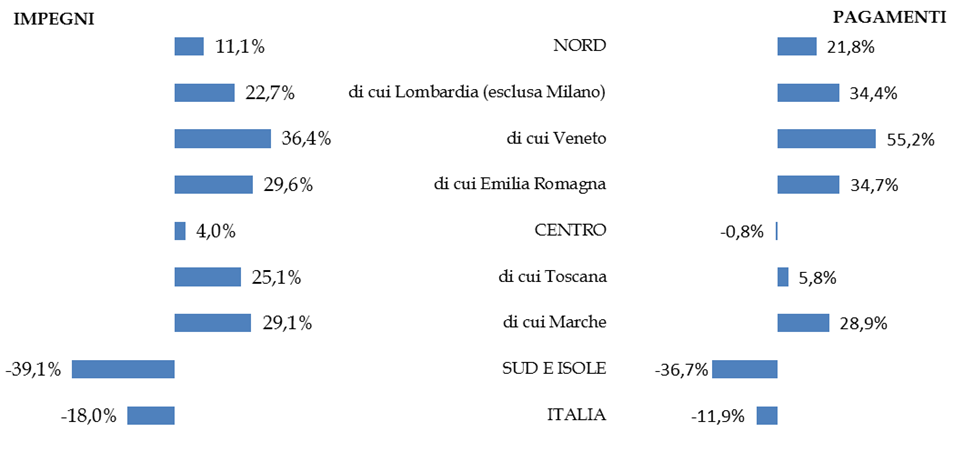 IMPEGNI PAGAMENTI
11,1% NORD 21,8%
22,7% di cui Lombardia (esclusa Milano) 34,4%
36,4% di cui Veneto 55,2%
29,6% di cui Emilia Romagna 34,7%
4,0% CENTRO -0,8%
25,1% di cui Toscana 5,8%
29,1% di cui Marche 28,9%
-39,1% SUD E ISOLE -36,7%
-18,0% ITALIA -11,9%